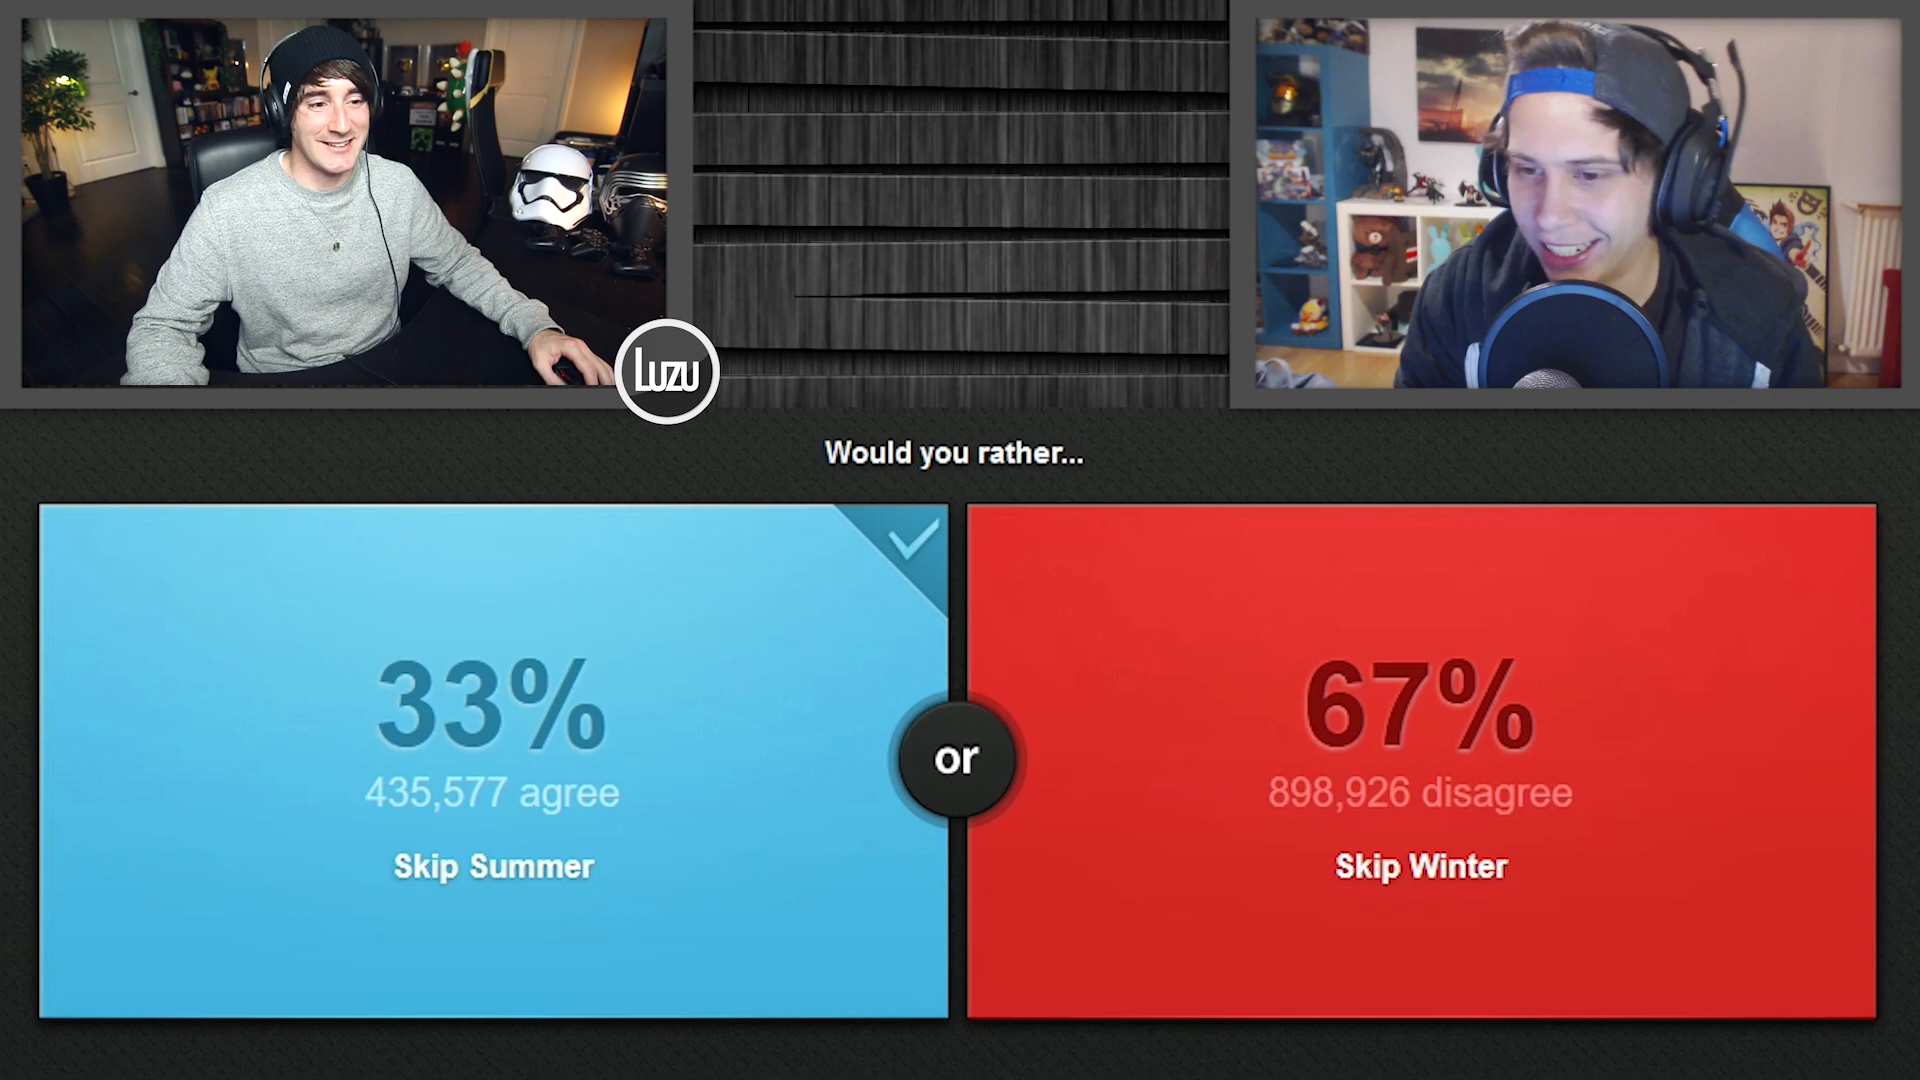 LUZU
Would you rather...
33%
435,577 agree
Skip Summer
or
67%
898,926 disagree
Skip Winter